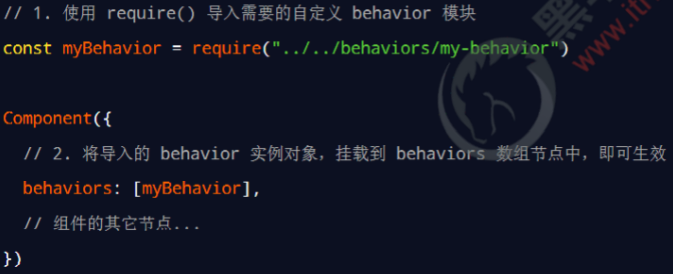 // 1. 使用 require() 导入需要的自定义 behavior 模块
const myBehavior = require("../../behaviors/my-behavior")
Component({
// 2. 将导入的 behavior 实例对象，挂载到 behaviors 数组节点中，即可生效
behaviors: [myBehavior],
// 组件的其它节点...
})